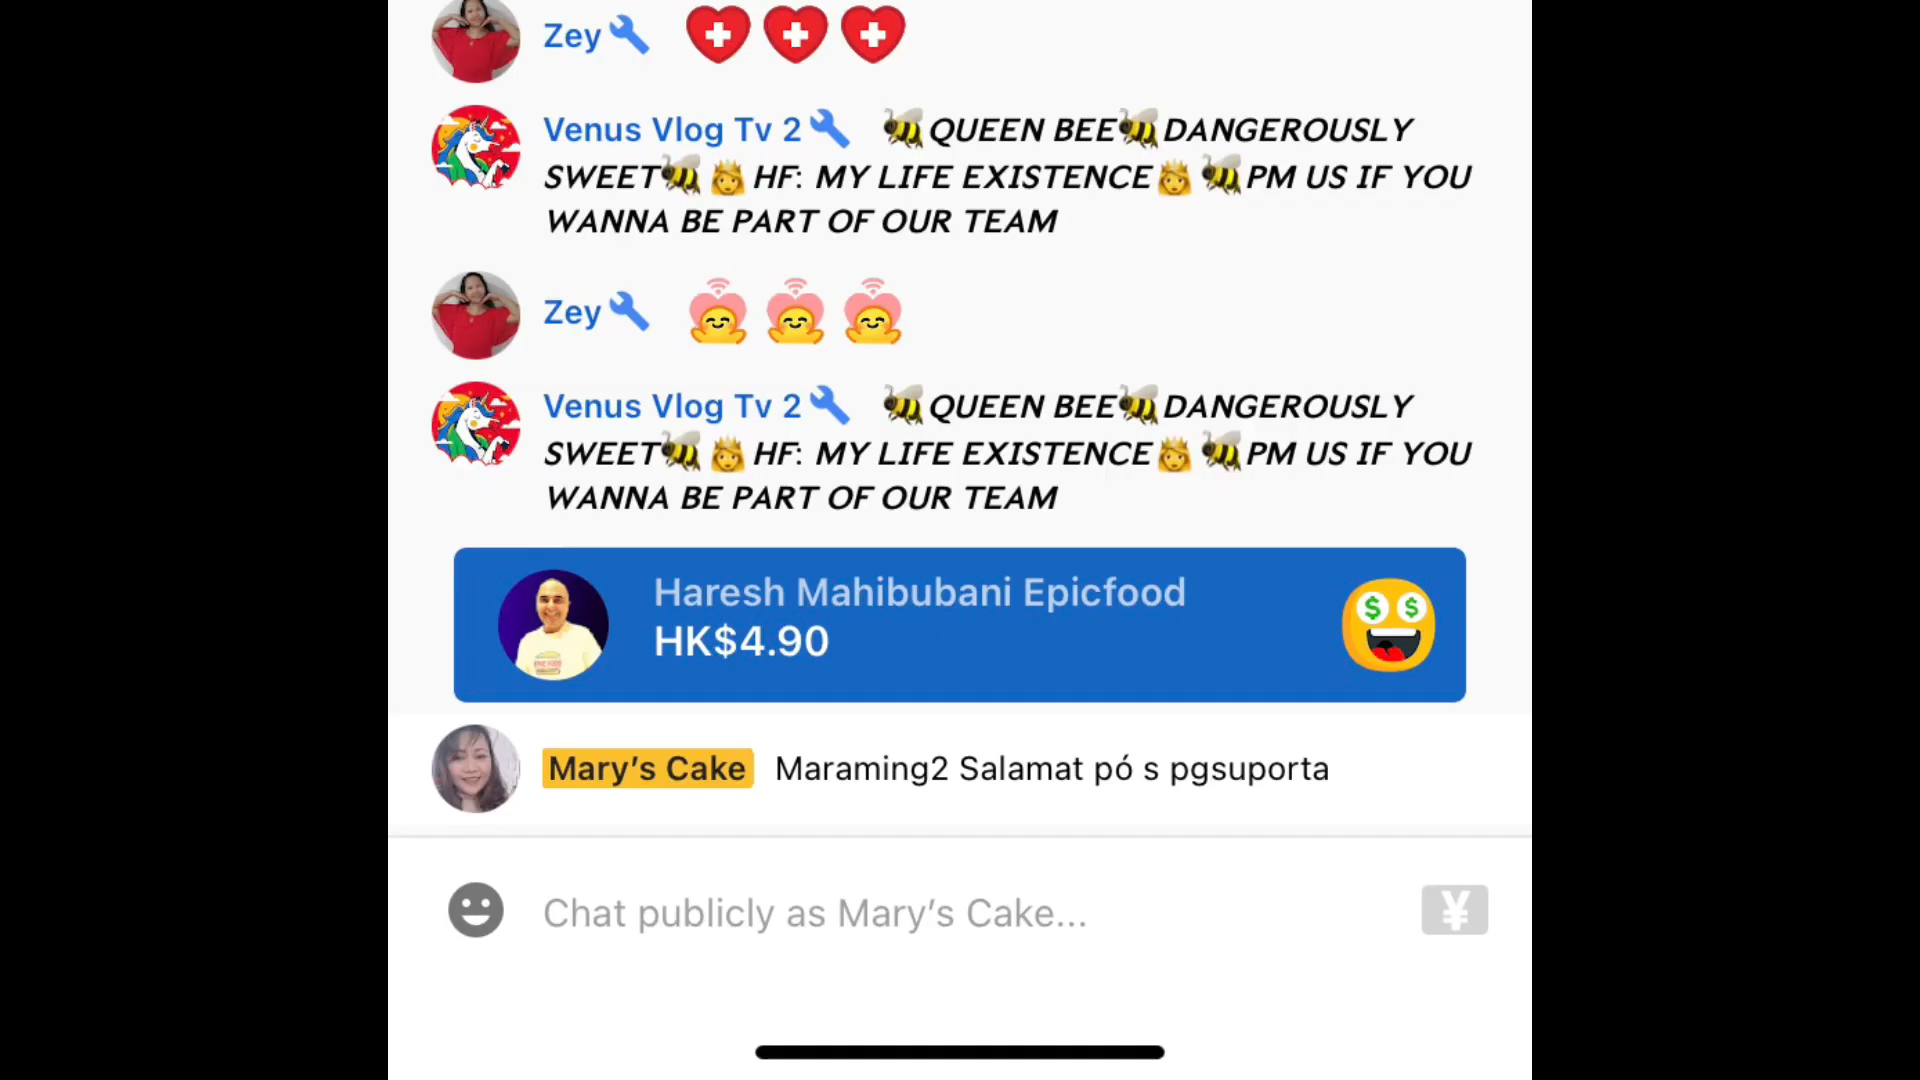 Zey
Venus Vlog Tv 2 QUEEN BEE DANGEROUSLY
SWEET HF: MY LIFE EXISTENCE PM US IF YOU
WANNA BE PART OF OUR TEAM
Zey
Venus Vlog Tv 2 QUEEN BEE DANGEROUSLY
SWEET HF: MY LIFE EXISTENCE PM US IF YOU
WANNA BE PART OF OUR TEAM
Haresh Mahibubani Epicfood
HK$4.90
Mary's Cake Maraming2 Salamat pó s pgsuporta
Chat publicly as Mary's Cake...
¥